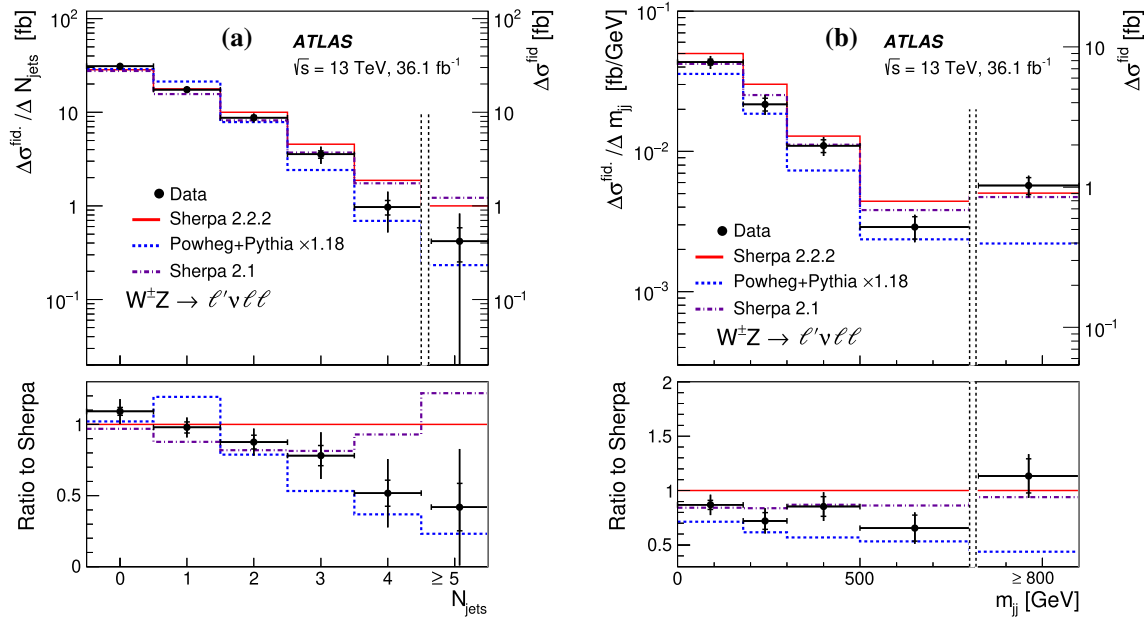 (a)
ATLAS
√s = 13 TeV, 36.1 fb⁻¹
Δσ^fid. / Δ N_jets [fb]
Δσ^fid [fb]
10²
10
1
10⁻¹
10²
10
1
10⁻¹
Data
Sherpa 2.2.2
Powheg+Pythia ×1.18
Sherpa 2.1
W±Z → ℓ′ν ℓℓ
Ratio to Sherpa
1
0.5
0
0 1 2 3 4 ≥ 5
N_jets
(b)
ATLAS
√s = 13 TeV, 36.1 fb⁻¹
Δσ^fid. / Δ m_jj [fb/GeV]
Δσ^fid [fb]
10⁻¹
10⁻²
10⁻³
10
1
10⁻¹
Data
Sherpa 2.2.2
Powheg+Pythia ×1.18
Sherpa 2.1
W±Z → ℓ′ν ℓℓ
Ratio to Sherpa
2
1.5
1
0.5
0 500 ≥ 800
m_jj [GeV]